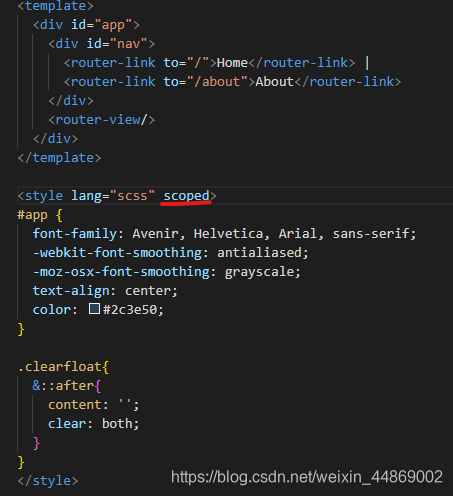 <template>
  <div id="app">
    <div id="nav">
      <router-link to="/">Home</router-link> |
      <router-link to="/about">About</router-link>
    </div>
    <router-view/>
  </div>
</template>

<style lang="scss" scoped>
#app {
  font-family: Avenir, Helvetica, Arial, sans-serif;
  -webkit-font-smoothing: antialiased;
  -moz-osx-font-smoothing: grayscale;
  text-align: center;
  color: #2c3e50;
}

.clearfloat{
  &::after{
    content: '';
    clear: both;
  }
}
</style>
https://blog.csdn.net/weixin_44869002